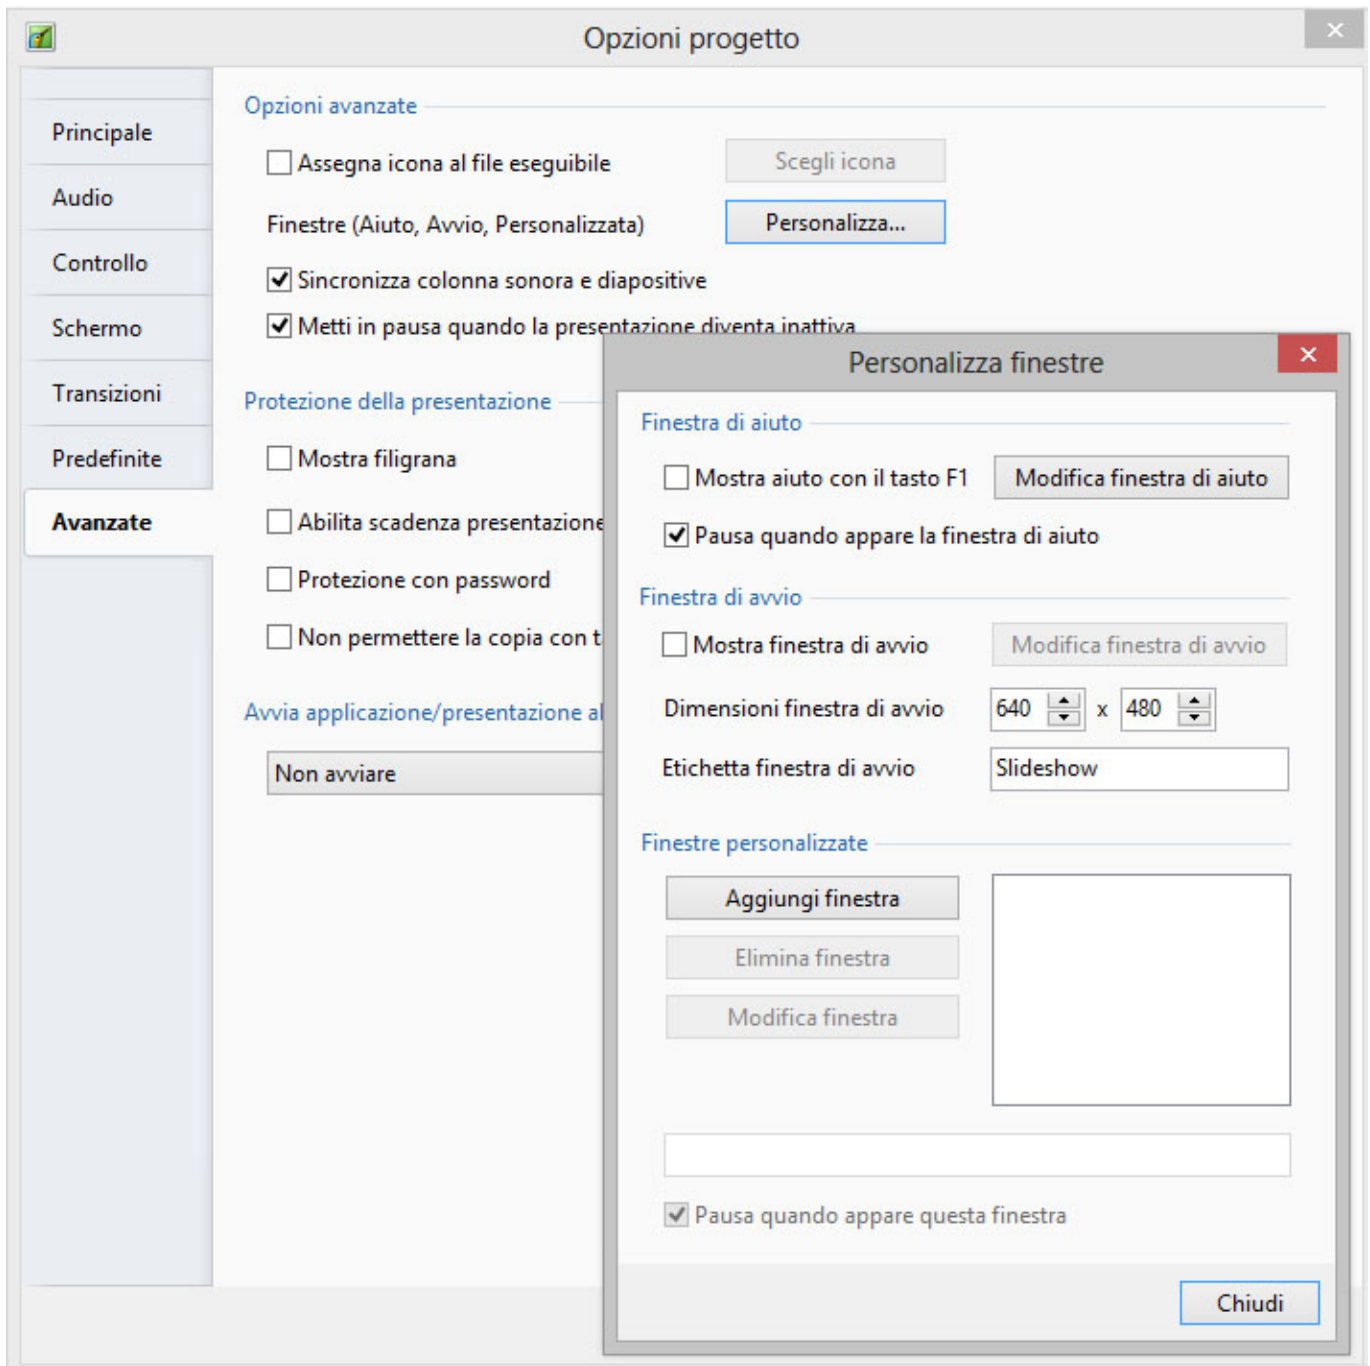 Opzioni progetto
Principale
Audio
Controllo
Schermo
Transizioni
Predefinite
Avanzate
Opzioni avanzate
Assegna icona al file eseguibile
Scegli icona
Finestre (Aiuto, Avvio, Personalizzata)
Personalizza...
Sincronizza colonna sonora e diapositive
Metti in pausa quando la presentazione diventa inattiva
Protezione della presentazione
Mostra filigrana
Abilita scadenza presentazione
Protezione con password
Non permettere la copia con
Avvia applicazione/presentazione
Non avviare
Personalizza finestre
Finestra di aiuto
Mostra aiuto con il tasto F1
Modifica finestra di aiuto
Pausa quando appare la finestra di aiuto
Finestra di avvio
Mostra finestra di avvio
Modifica finestra di avvio
Dimensioni finestra di avvio
640 x 480
Etichetta finestra di avvio
Slideshow
Finestre personalizzate
Aggiungi finestra
Elimina finestra
Modifica finestra
Pausa quando appare questa finestra
Chiudi